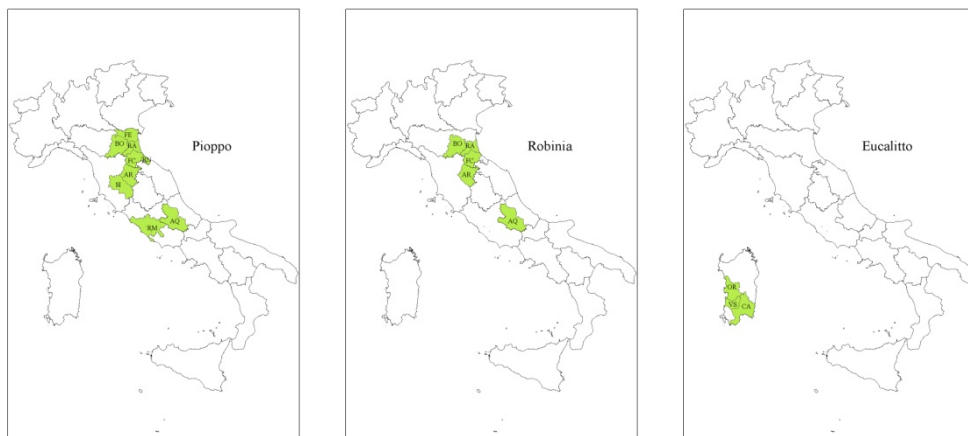 FE
BO RA
Pioppo
FC RN
AR
SI
AQ
RM
BO RA
Robinia
FC
AR
AQ
Eucalitto
OR
VS CA